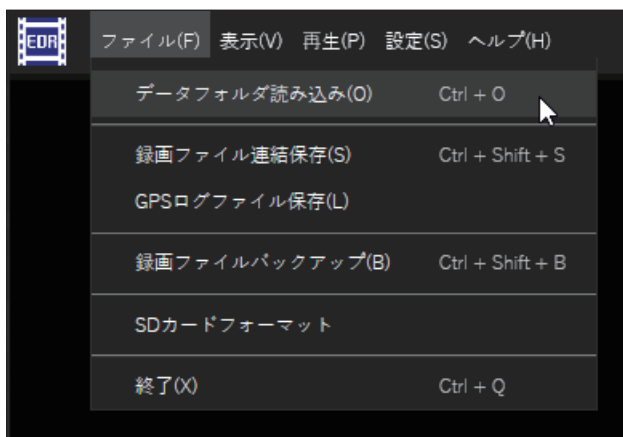 EDR ファイル(F) 表示(V) 再生(P) 設定(S) ヘルプ(H)
データフォルダ読み込み(O) Ctrl + O
録画ファイル連結保存(S) Ctrl + Shift + S
GPSログファイル保存(L)
録画ファイルバックアップ(B) Ctrl + Shift + B
SDカードフォーマット
終了(X) Ctrl + Q